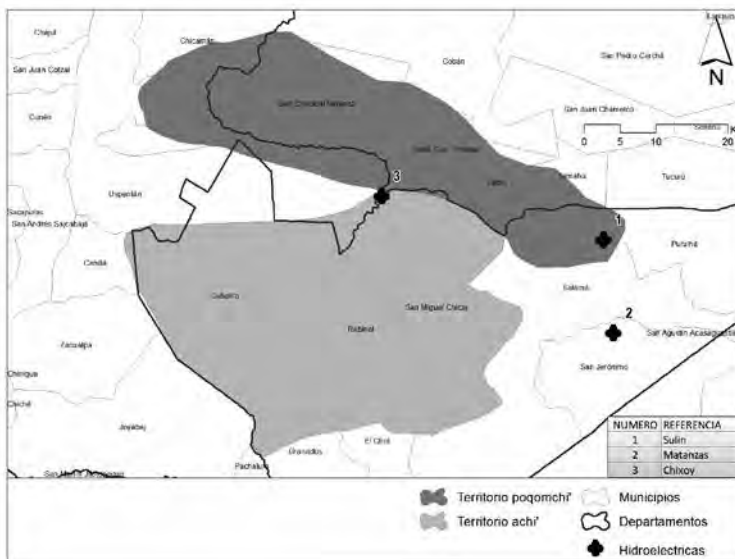 Chajul
Chicamán
Cobán
San Pedro Carchá
San Juan Cotzal
N
Cunén
San Cristóbal Verapaz
San Juan Chamelco
0 5 10 20 K
Santa Cruz Verapaz
Tactic
Tamahú
Tucurú
3
Uspantán
1
San Andrés Sajcabajá
Purulhá
Canillá
Salamá
Cubulco
San Miguel Chicaj
2
Rabinal
San Agustín Acasaguastlán
Zacualpa
San Jerónimo
Chinique
Chiché
Joyabaj
El Chol
Granados
Pachalum
NUMERO REFERENCIA
1 Sulin
2 Matanzas
3 Chixoy
Territorio poqomchi'
Municipios
Territorio achi'
Departamentos
Hidroelectricas